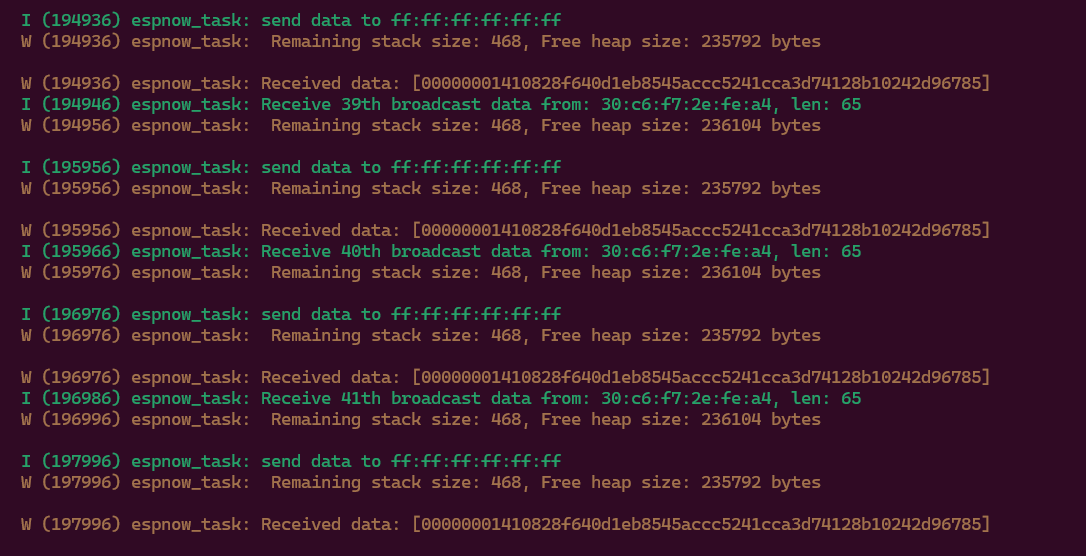 I (194936) espnow_task: send data to ff:ff:ff:ff:ff:ff
W (194936) espnow_task:  Remaining stack size: 468, Free heap size: 235792 bytes
W (194936) espnow_task: Received data: [00000001410828f640d1eb8545accc5241cca3d74128b10242d96785]
I (194946) espnow_task: Receive 39th broadcast data from: 30:c6:f7:2e:fe:a4, len: 65
W (194956) espnow_task:  Remaining stack size: 468, Free heap size: 236104 bytes
I (195956) espnow_task: send data to ff:ff:ff:ff:ff:ff
W (195956) espnow_task:  Remaining stack size: 468, Free heap size: 235792 bytes
W (195956) espnow_task: Received data: [00000001410828f640d1eb8545accc5241cca3d74128b10242d96785]
I (195966) espnow_task: Receive 40th broadcast data from: 30:c6:f7:2e:fe:a4, len: 65
W (195976) espnow_task:  Remaining stack size: 468, Free heap size: 236104 bytes
I (196976) espnow_task: send data to ff:ff:ff:ff:ff:ff
W (196976) espnow_task:  Remaining stack size: 468, Free heap size: 235792 bytes
W (196976) espnow_task: Received data: [00000001410828f640d1eb8545accc5241cca3d74128b10242d96785]
I (196986) espnow_task: Receive 41th broadcast data from: 30:c6:f7:2e:fe:a4, len: 65
W (196996) espnow_task:  Remaining stack size: 468, Free heap size: 236104 bytes
I (197996) espnow_task: send data to ff:ff:ff:ff:ff:ff
W (197996) espnow_task:  Remaining stack size: 468, Free heap size: 235792 bytes
W (197996) espnow_task: Received data: [00000001410828f640d1eb8545accc5241cca3d74128b10242d96785]